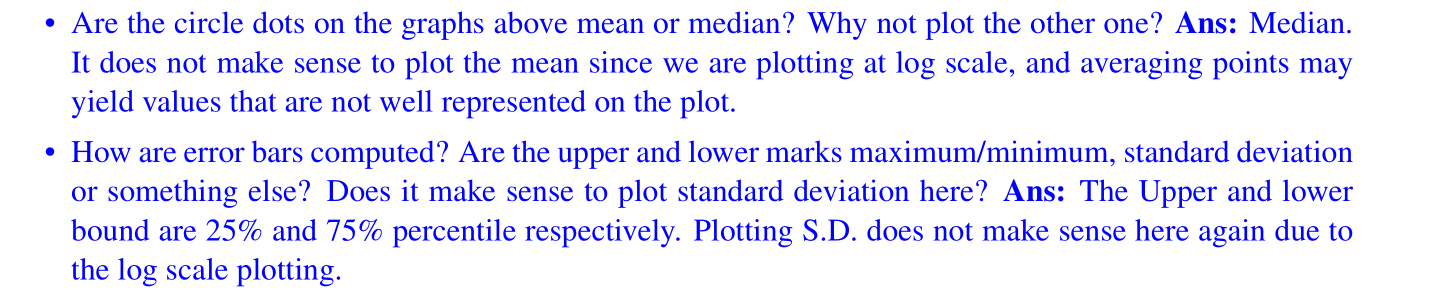 • Are the circle dots on the graphs above mean or median? Why not plot the other one? Ans: Median.
It does not make sense to plot the mean since we are plotting at log scale, and averaging points may
yield values that are not well represented on the plot.
• How are error bars computed? Are the upper and lower marks maximum/minimum, standard deviation
or something else? Does it make sense to plot standard deviation here? Ans: The Upper and lower
bound are 25% and 75% percentile respectively. Plotting S.D. does not make sense here again due to
the log scale plotting.